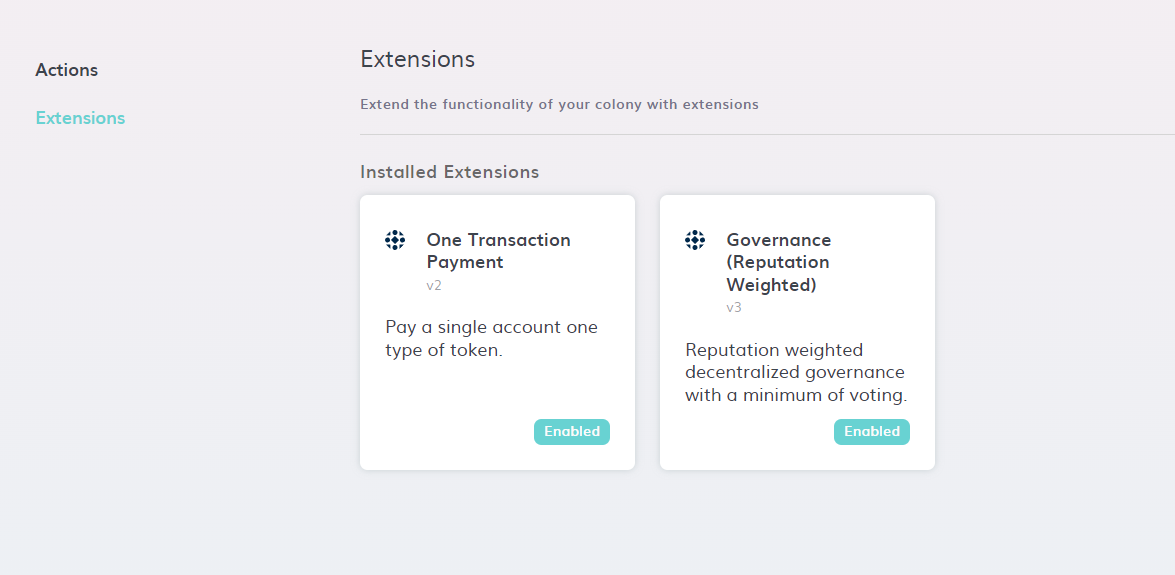 Actions
Extensions
Extensions
Extend the functionality of your colony with extensions
Installed Extensions
One Transaction
Payment
v2
Pay a single account one
type of token.
Enabled
Governance
(Reputation
Weighted)
v3
Reputation weighted
decentralized governance
with a minimum of voting.
Enabled